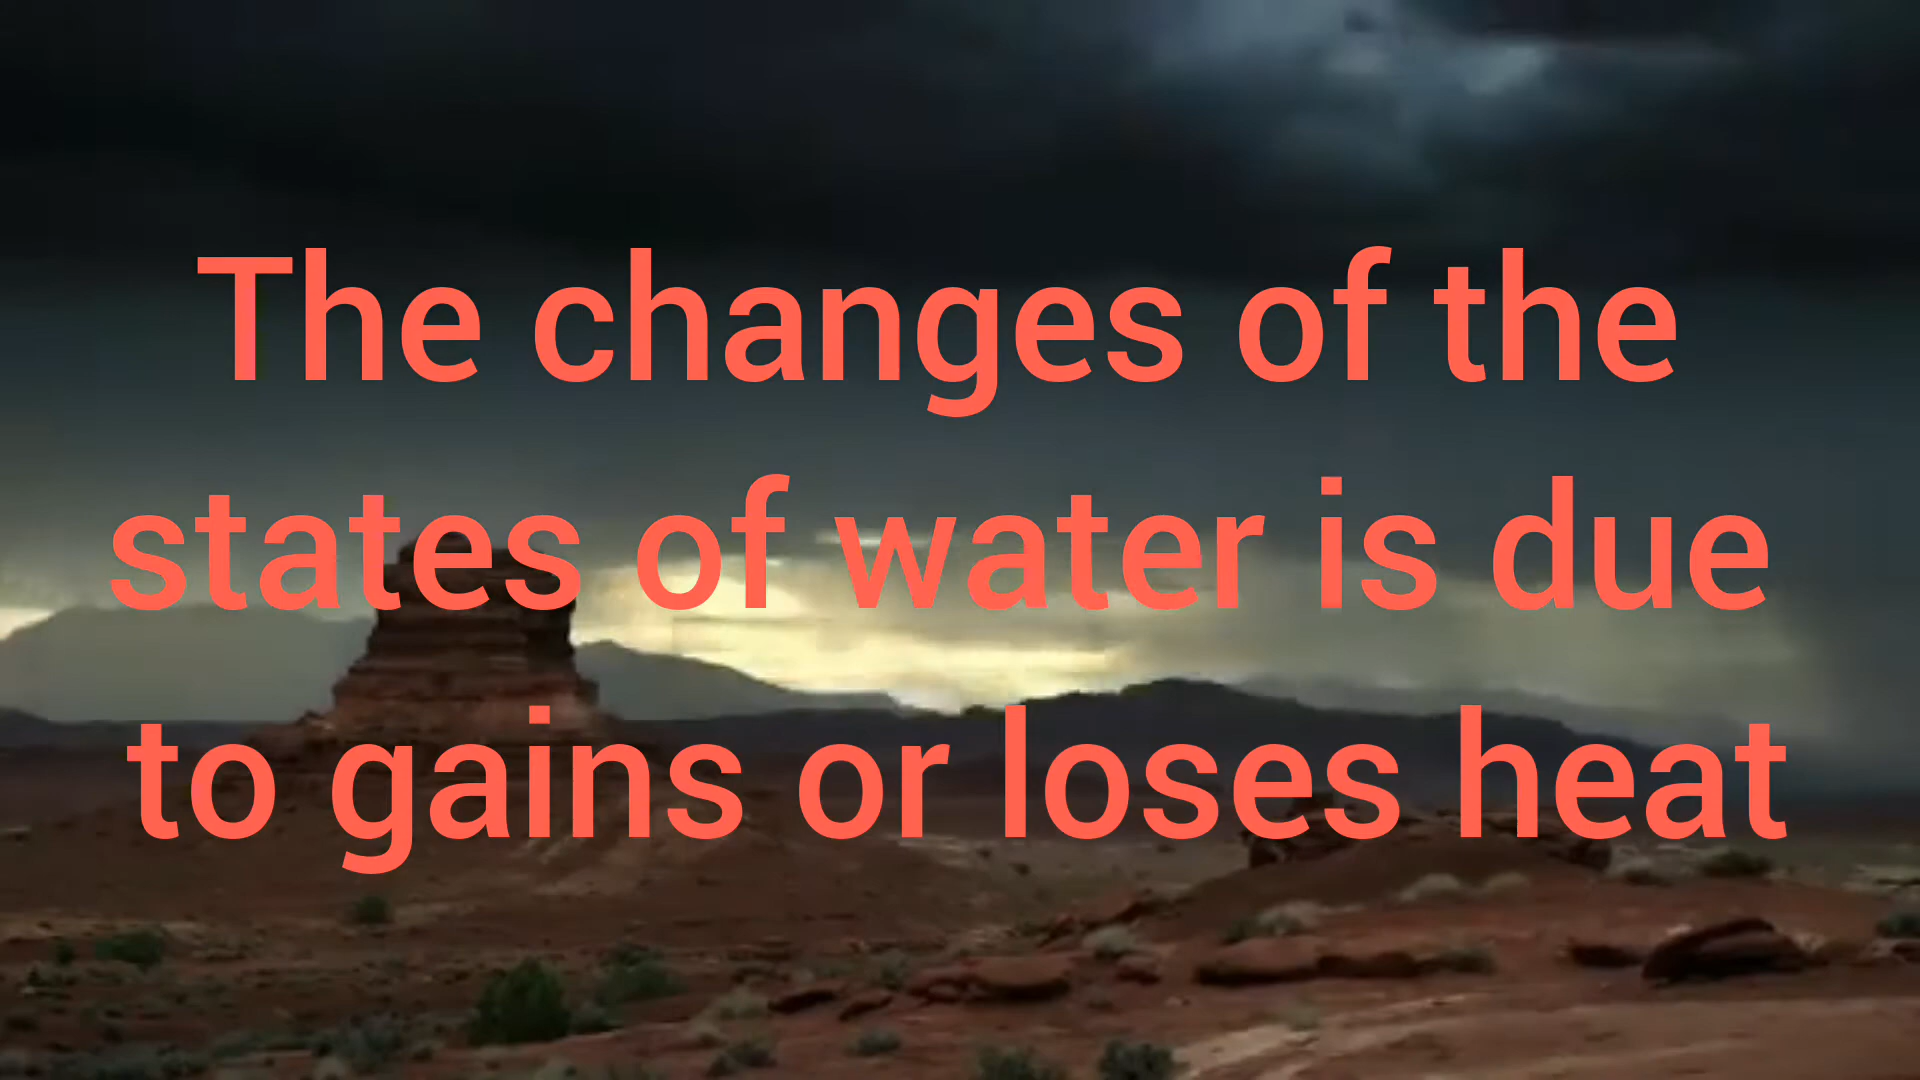 The changes of the
states of water is due
to gains or loses heat